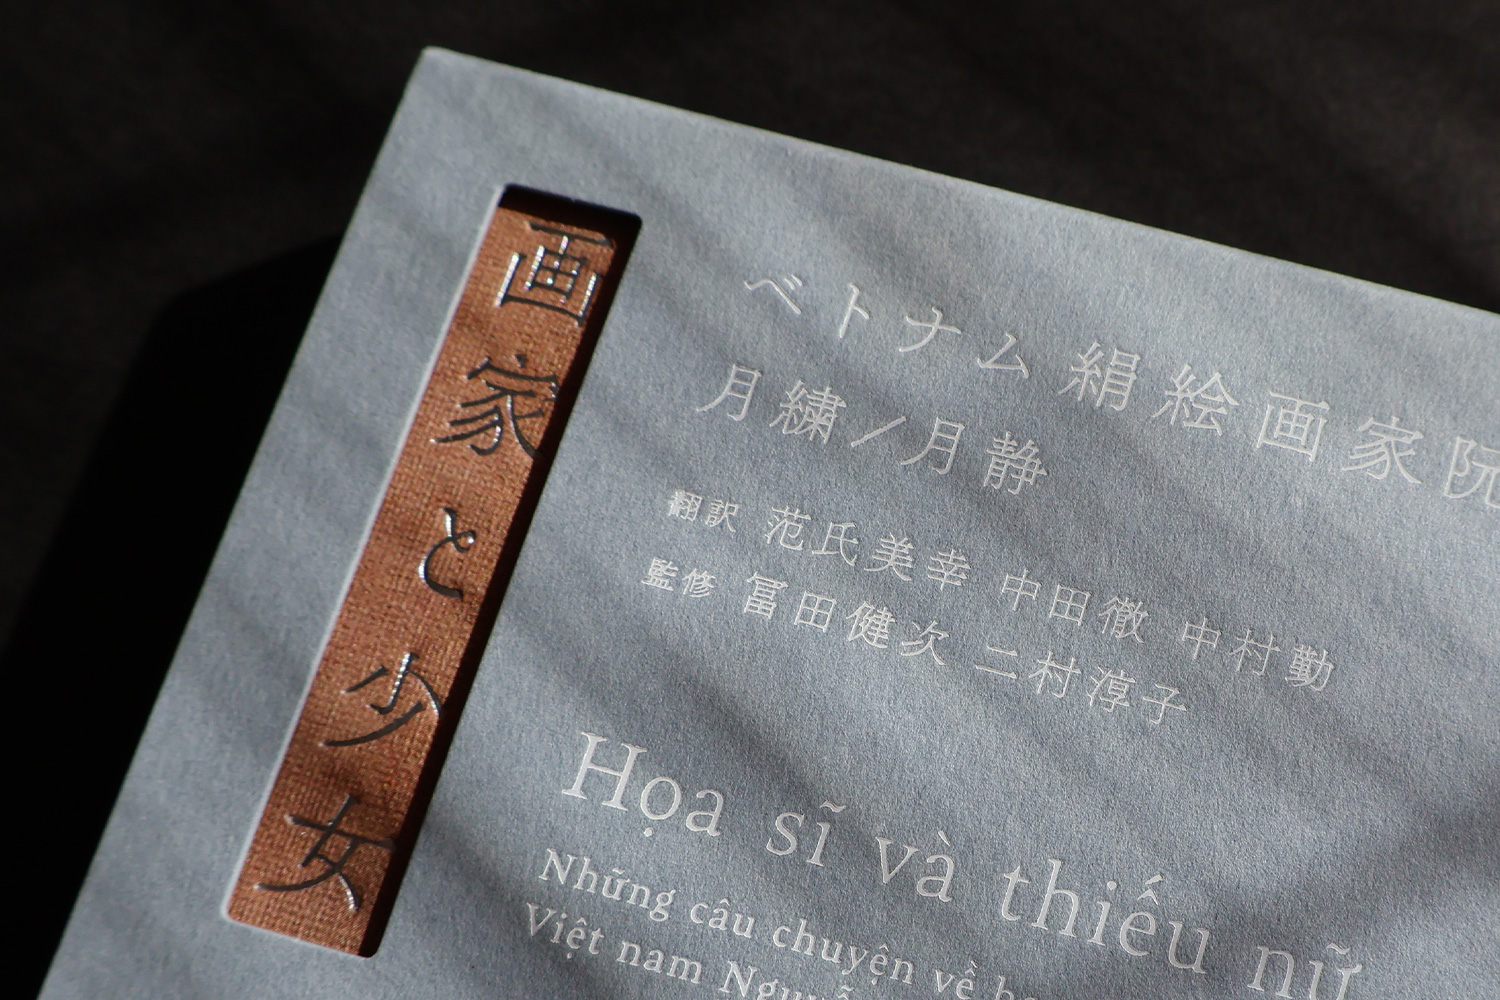 画家と少女
ベトナム絹絵画家阮
月繍／月静
翻訳 范氏美幸 中田徹 中村勤
監修 冨田健次 二村淳子
Họa sĩ và thiếu nữ
Những câu chuyện về
Việt nam